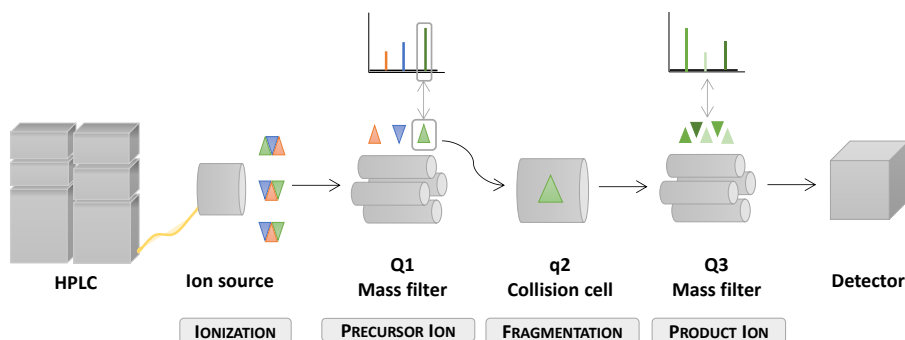 HPLC
Ion source
Q1
Mass filter
q2
Collision cell
Q3
Mass filter
Detector
IONIZATION
PRECURSOR ION
FRAGMENTATION
PRODUCT ION